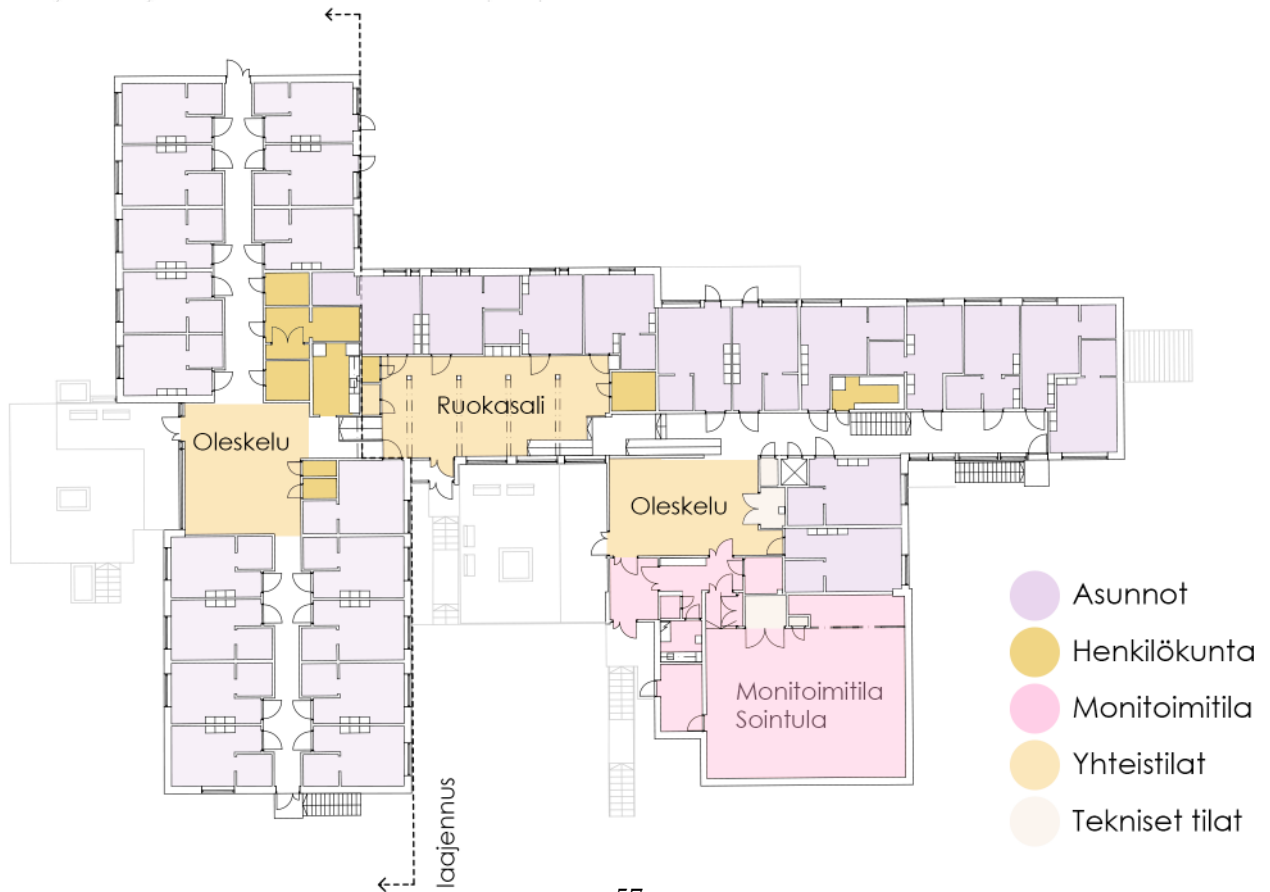 Ruokasali
Oleskelu
Oleskelu
Monitoimitila
Sointula
laajennus
Asunnot
Henkilökunta
Monitoimitila
Yhteistilat
Tekniset tilat